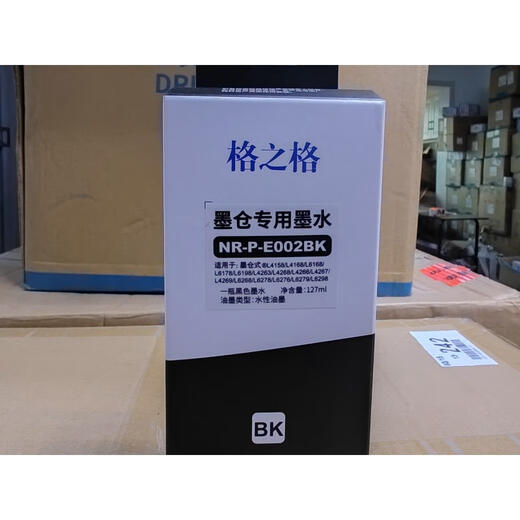 DRI
格之格
墨仓专用墨水
NR-P-E002BK
适用于：墨仓式®L4158/L4168/L6168/
L6178/L6198/L4263/L4268/L4266/L4267/
L4269/L6268/L6278/L6276/L6279/L6298
一瓶黑色墨水 净含量：127ml
油墨类型：水性油墨
BK
242